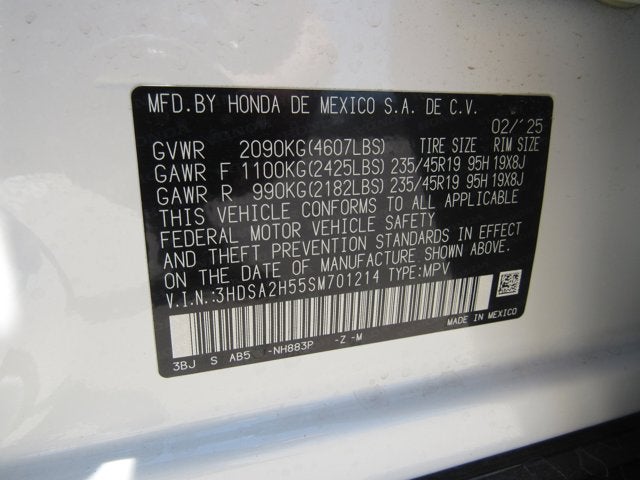 MFD.BY HONDA DE MEXICO S.A. DE C.V.
02/'25
GVWR 2090KG(4607LBS) TIRE SIZE RIM SIZE
GAWR F 1100KG(2425LBS) 235/45R19 95H 19X8J
GAWR R 990KG(2182LBS) 235/45R19 95H 19X8J
THIS VEHICLE CONFORMS TO ALL APPLICABLE
FEDERAL MOTOR VEHICLE SAFETY
AND THEFT PREVENTION STANDARDS IN EFFECT
ON THE DATE OF MANUFACTURE SHOWN ABOVE.
V.I.N.:3HDSA2H55SM701214 TYPE:MPV
MADE IN MEXICO
3BJ S AB5 -NH883P -Z -M